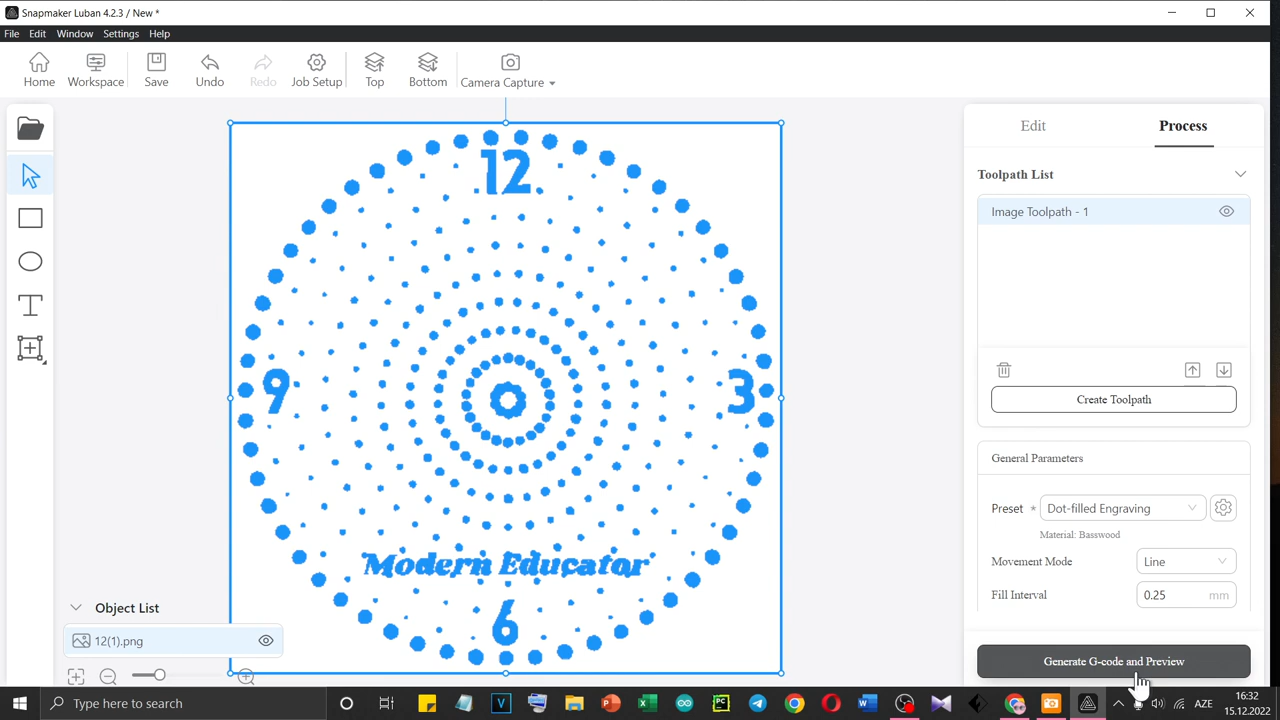 Snapmaker Luban 4.2.3 / New *
File Edit Window Settings Help
Home Workspace Save Undo Redo Job Setup Top Bottom Camera Capture
Edit Process
Toolpath List
Image Toolpath - 1
Create Toolpath
General Parameters
Preset * Dot-filled Engraving
Material: Basswood
Movement Mode Line
Fill Interval 0.25 mm
Generate G-code and Preview
12
9
3
Modern Educator
6
Object List
12(1).png
Type here to search
AZE
16:32
15.12.2022